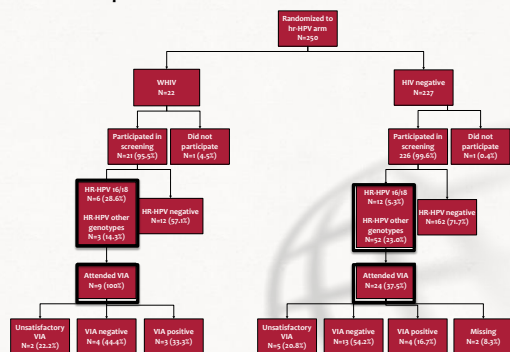 Randomized to
hr-HPV arm
N=250
WHIV
N=22
HIV negative
N=227
Participated in
screening
N=21 (95.5%)
Did not
participate
N=1 (4.5%)
Participated in
screening
226 (99.6%)
Did not
participate
N=1 (0.4%)
HR-HPV 16/18
N=6 (28.6%)
HR-HPV other
genotypes
N=3 (14.3%)
HR-HPV negative
N=12 (57.1%)
HR-HPV 16/18
N=12 (5.3%)
HR-HPV other
genotypes
N=52 (23.0%)
HR-HPV negative
N=162 (71.7%)
Attended VIA
N=9 (100%)
Attended VIA
N=24 (37.5%)
Unsatisfactory
VIA
N=2 (22.2%)
VIA negative
N=4 (44.4%)
VIA positive
N=3 (33.3%)
Unsatisfactory
VIA
N=5 (20.8%)
VIA negative
N=13 (54.2%)
VIA positive
N=4 (16.7%)
Missing
N=2 (8.3%)